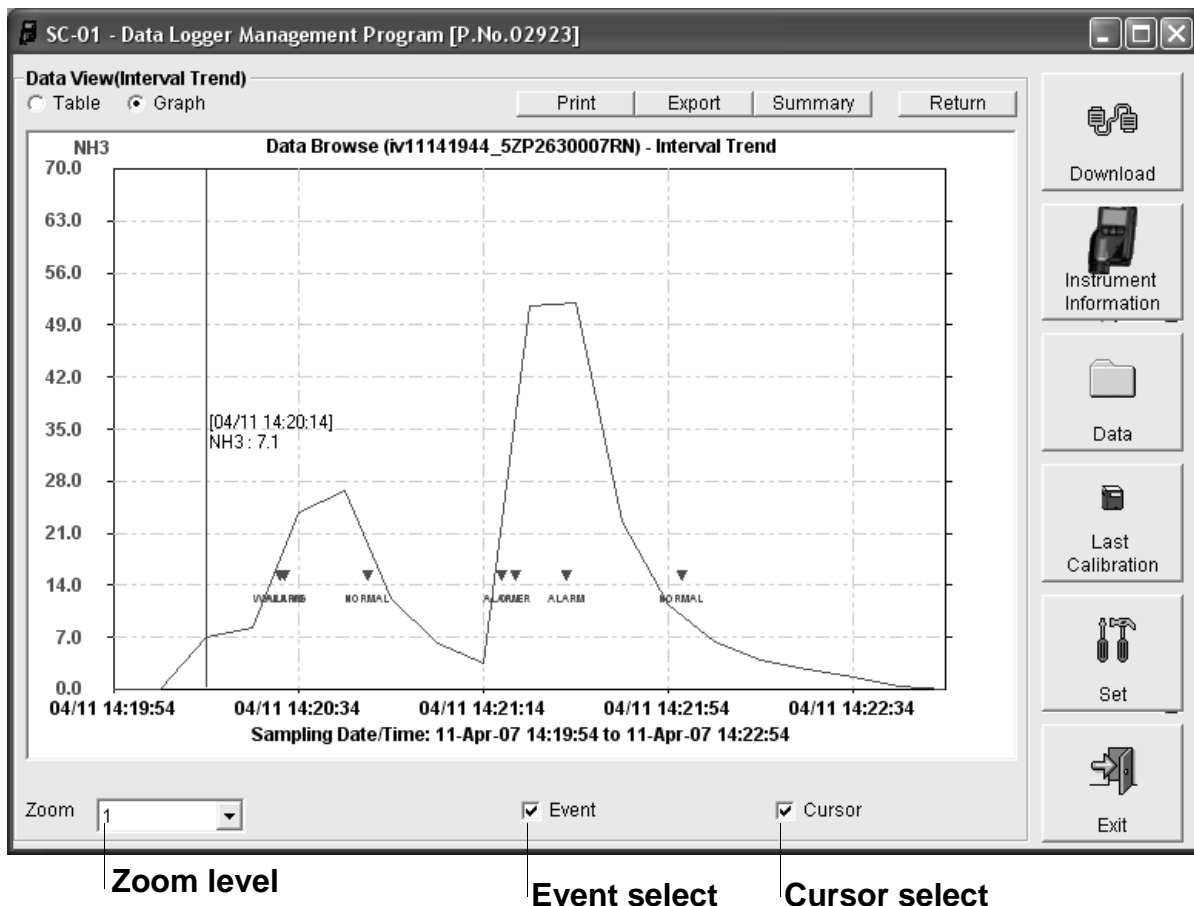 SC-01 - Data Logger Management Program [P.No.02923]
Data View(Interval Trend)
Table Graph Print Export Summary Return
NH3 Data Browse (iv11141944_5ZP2630007RN) - Interval Trend
70.0
63.0
56.0
49.0
42.0
35.0
28.0
21.0
14.0
7.0
0.0
[04/11 14:20:14]
NH3 : 7.1
NORMAL ALARM NORMAL
04/11 14:19:54 04/11 14:20:34 04/11 14:21:14 04/11 14:21:54 04/11 14:22:34
Sampling Date/Time: 11-Apr-07 14:19:54 to 11-Apr-07 14:22:54
Zoom 1 Event Cursor
Download
Instrument
Information
Data
Last
Calibration
Set
Exit
Zoom level
Event select
Cursor select